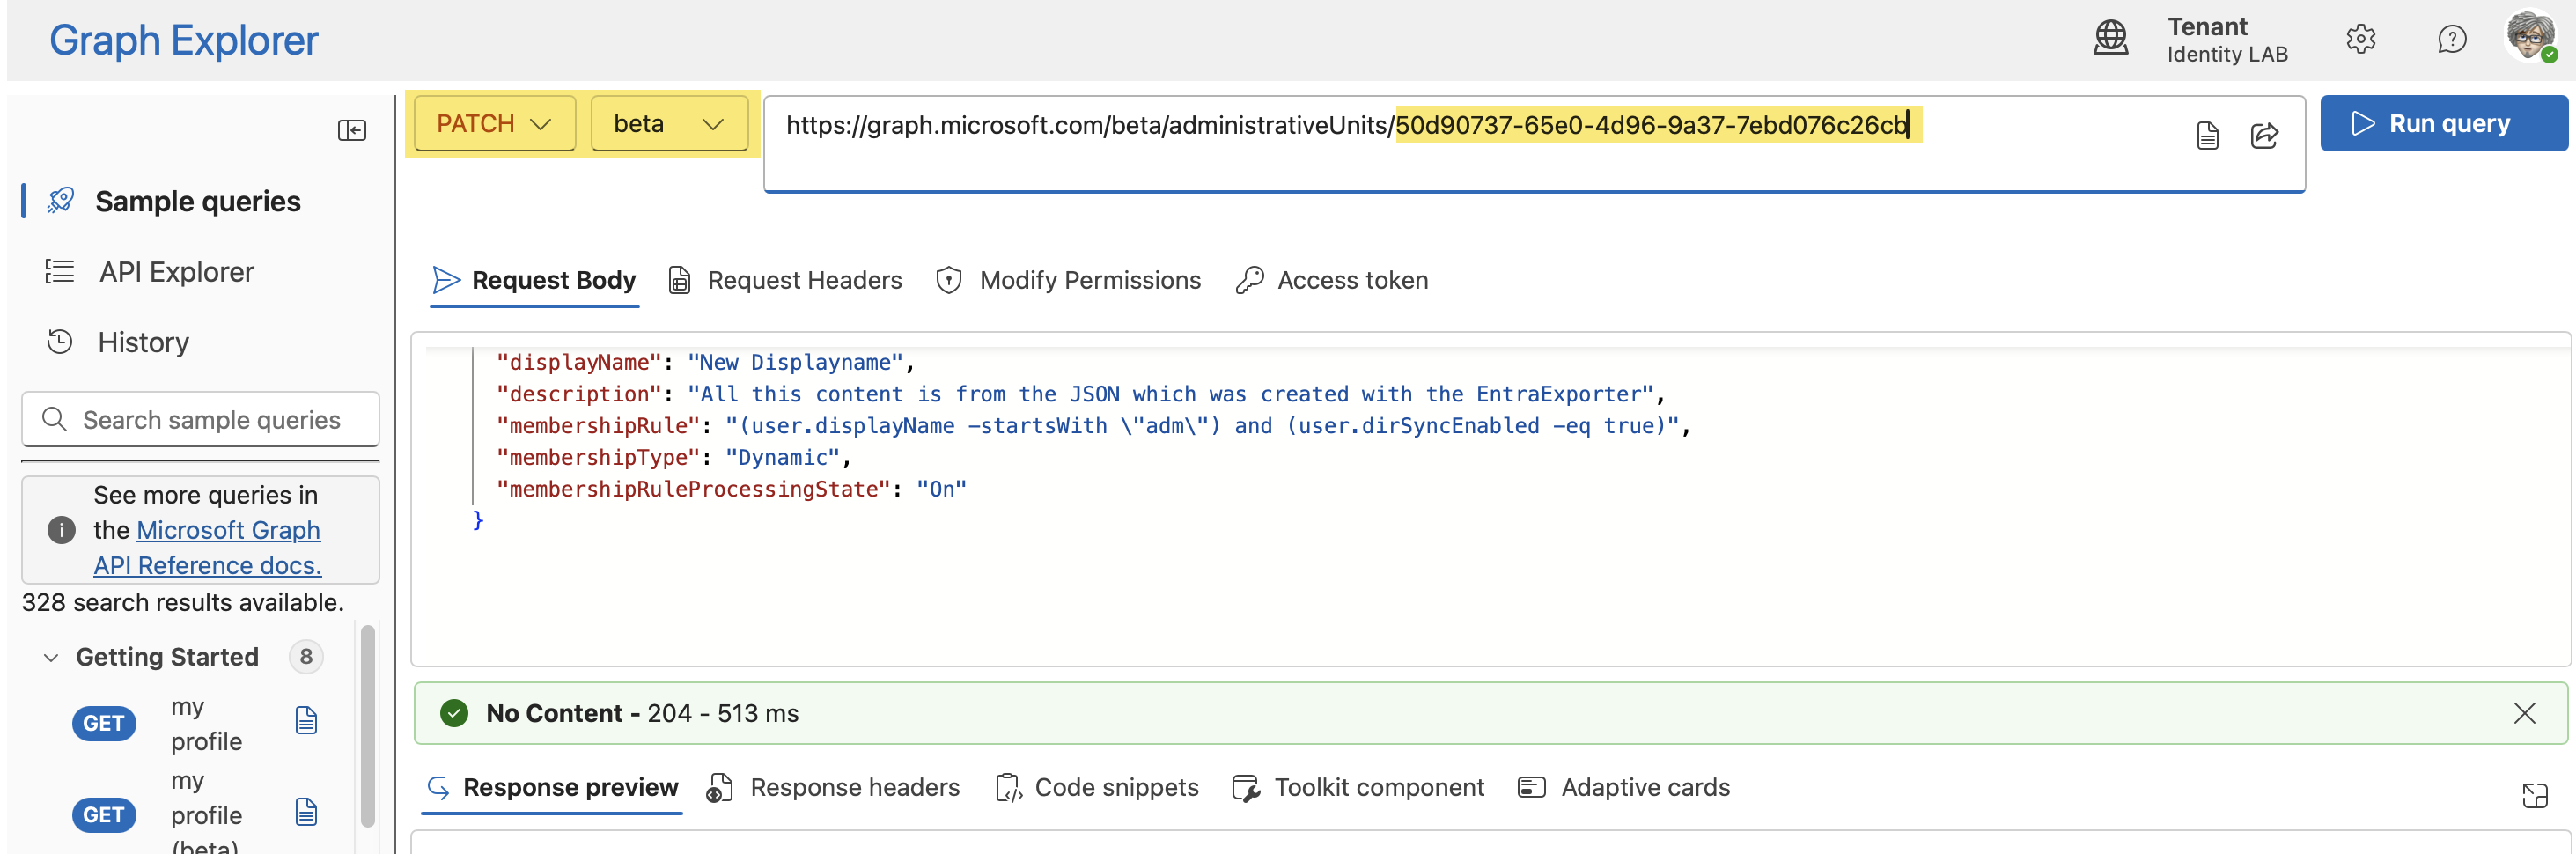 Graph Explorer
Tenant
Identity LAB
PATCH
beta
https://graph.microsoft.com/beta/administrativeUnits/50d90737-65e0-4d96-9a37-7ebd076c26cb
Run query
Sample queries
API Explorer
History
Search sample queries
See more queries in
the Microsoft Graph
API Reference docs.
328 search results available.
Getting Started 8
GET
my
profile
GET
my
profile
(beta)
Request Body
Request Headers
Modify Permissions
Access token
"displayName": "New Displayname",
"description": "All this content is from the JSON which was created with the EntraExporter",
"membershipRule": "(user.displayName -startsWith \"adm\") and (user.dirSyncEnabled -eq true)",
"membershipType": "Dynamic",
"membershipRuleProcessingState": "On"
}
No Content - 204 - 513 ms
Response preview
Response headers
Code snippets
Toolkit component
Adaptive cards